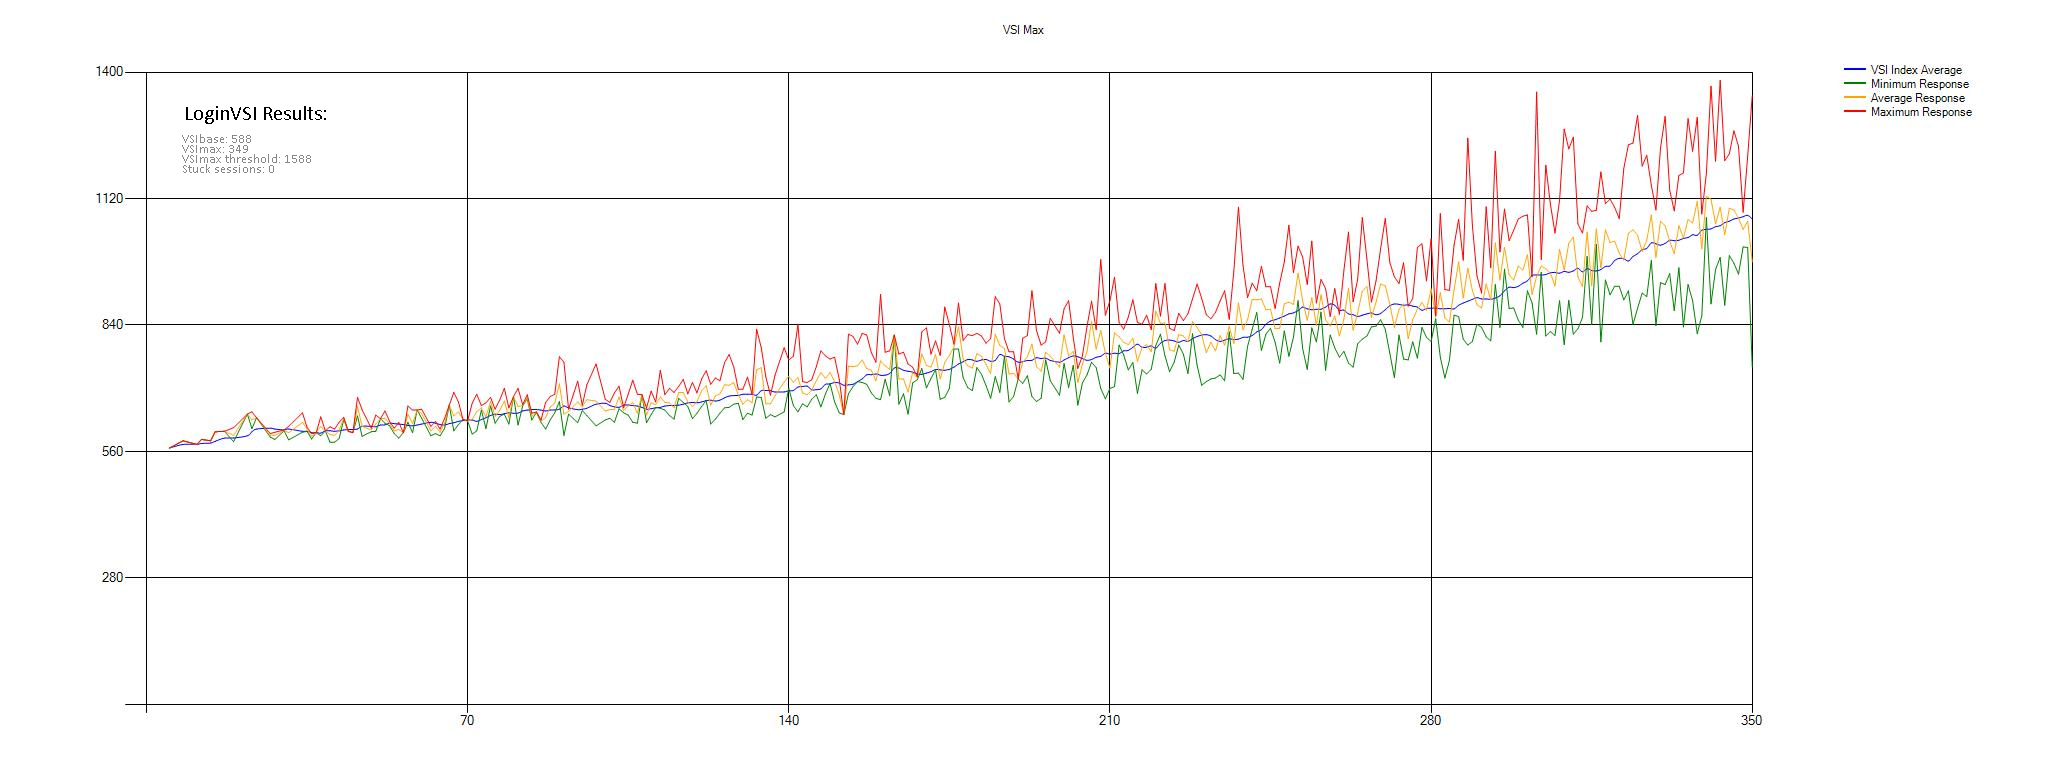 VSI Max
1400
1120
840
560
280
70
140
210
280
350
LoginVSI Results:
VSIbase: 588
VSImax: 349
VSImax threshold: 1588
Stuck sessions: 0
VSI Index Average
Minimum Response
Average Response
Maximum Response